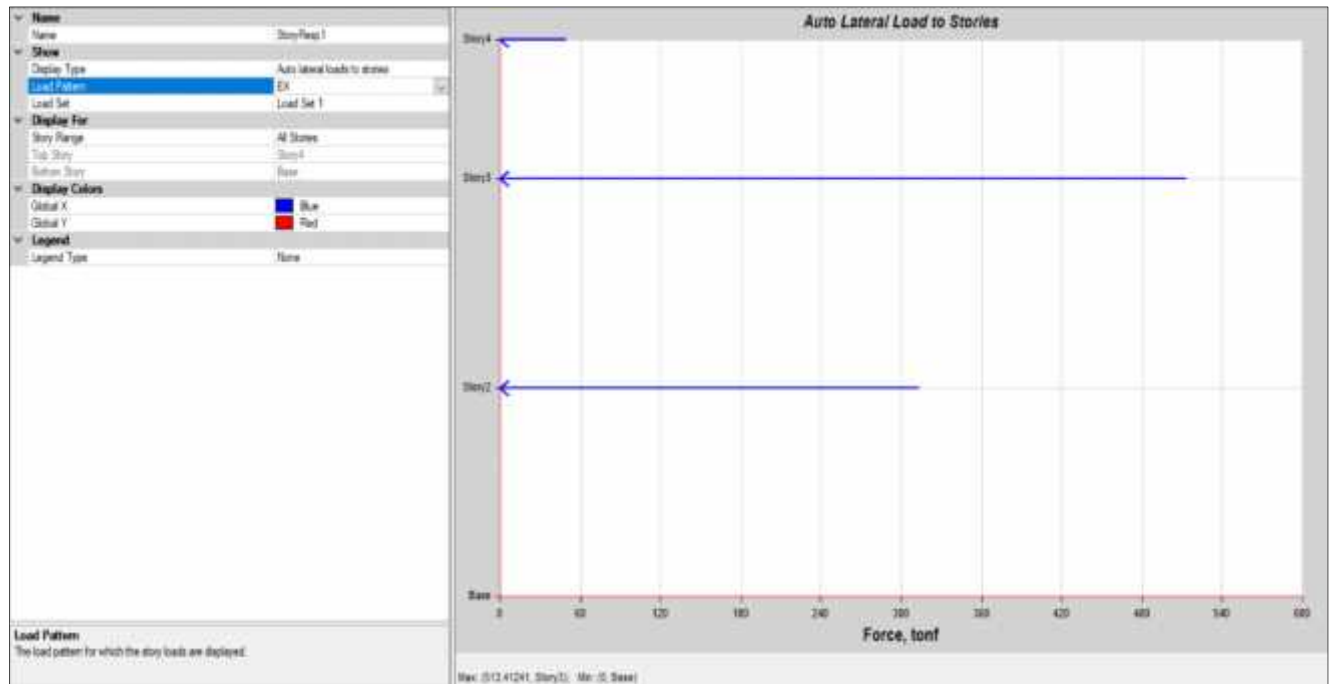 Name
Name StoryResp1
Show
Display Type Auto lateral loads to stories
Load Pattern EX
Load Set Load Set 1
Display For
Story Range All Stories
Top Story Story4
Bottom Story Base
Display Colors
Global X Blue
Global Y Red
Legend
Legend Type None
Load Pattern
The load pattern for which the story loads are displayed.
Auto Lateral Load to Stories
Story4
Story3
Story2
Base
0 60 120 180 240 300 360 420 480 540 600
Force, tonf
Max: (513.41241, Story3); Min: (0, Base)